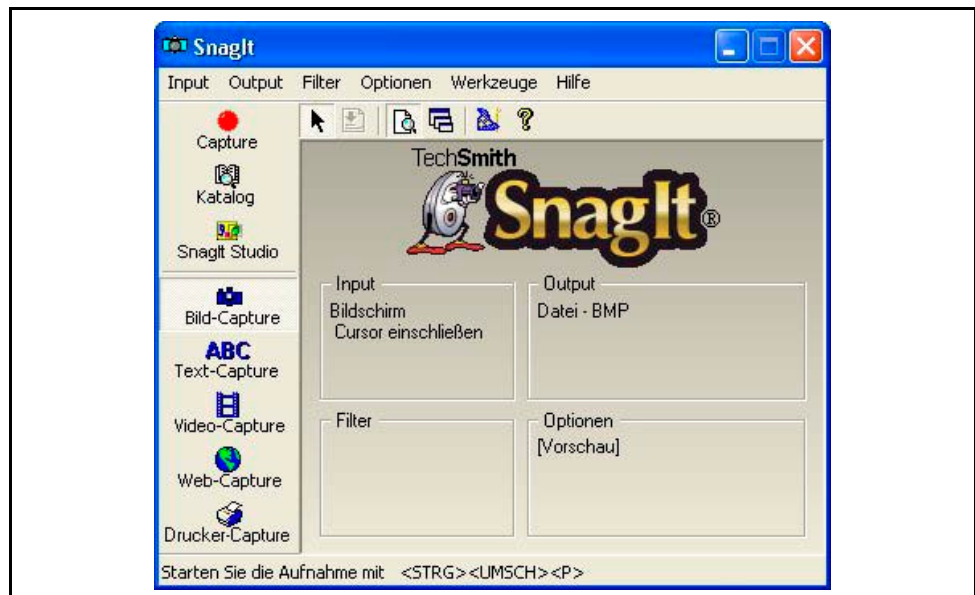 SnagIt
Input Output Filter Optionen Werkzeuge Hilfe
Capture
Katalog
SnagIt Studio
Bild-Capture
ABC
Text-Capture
Video-Capture
Web-Capture
Drucker-Capture
TechSmith
SnagIt®
Input
Bildschirm
Cursor einschließen
Output
Datei - BMP
Filter
Optionen
[Vorschau]
Starten Sie die Aufnahme mit <STRG><UMSCH><P>